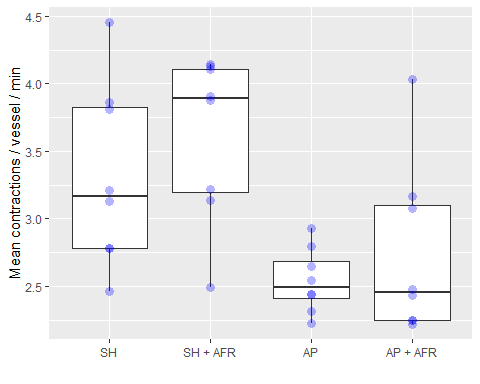 Mean contractions / vessel / min
4.5
4.0
3.5
3.0
2.5
SH
SH + AFR
AP
AP + AFR